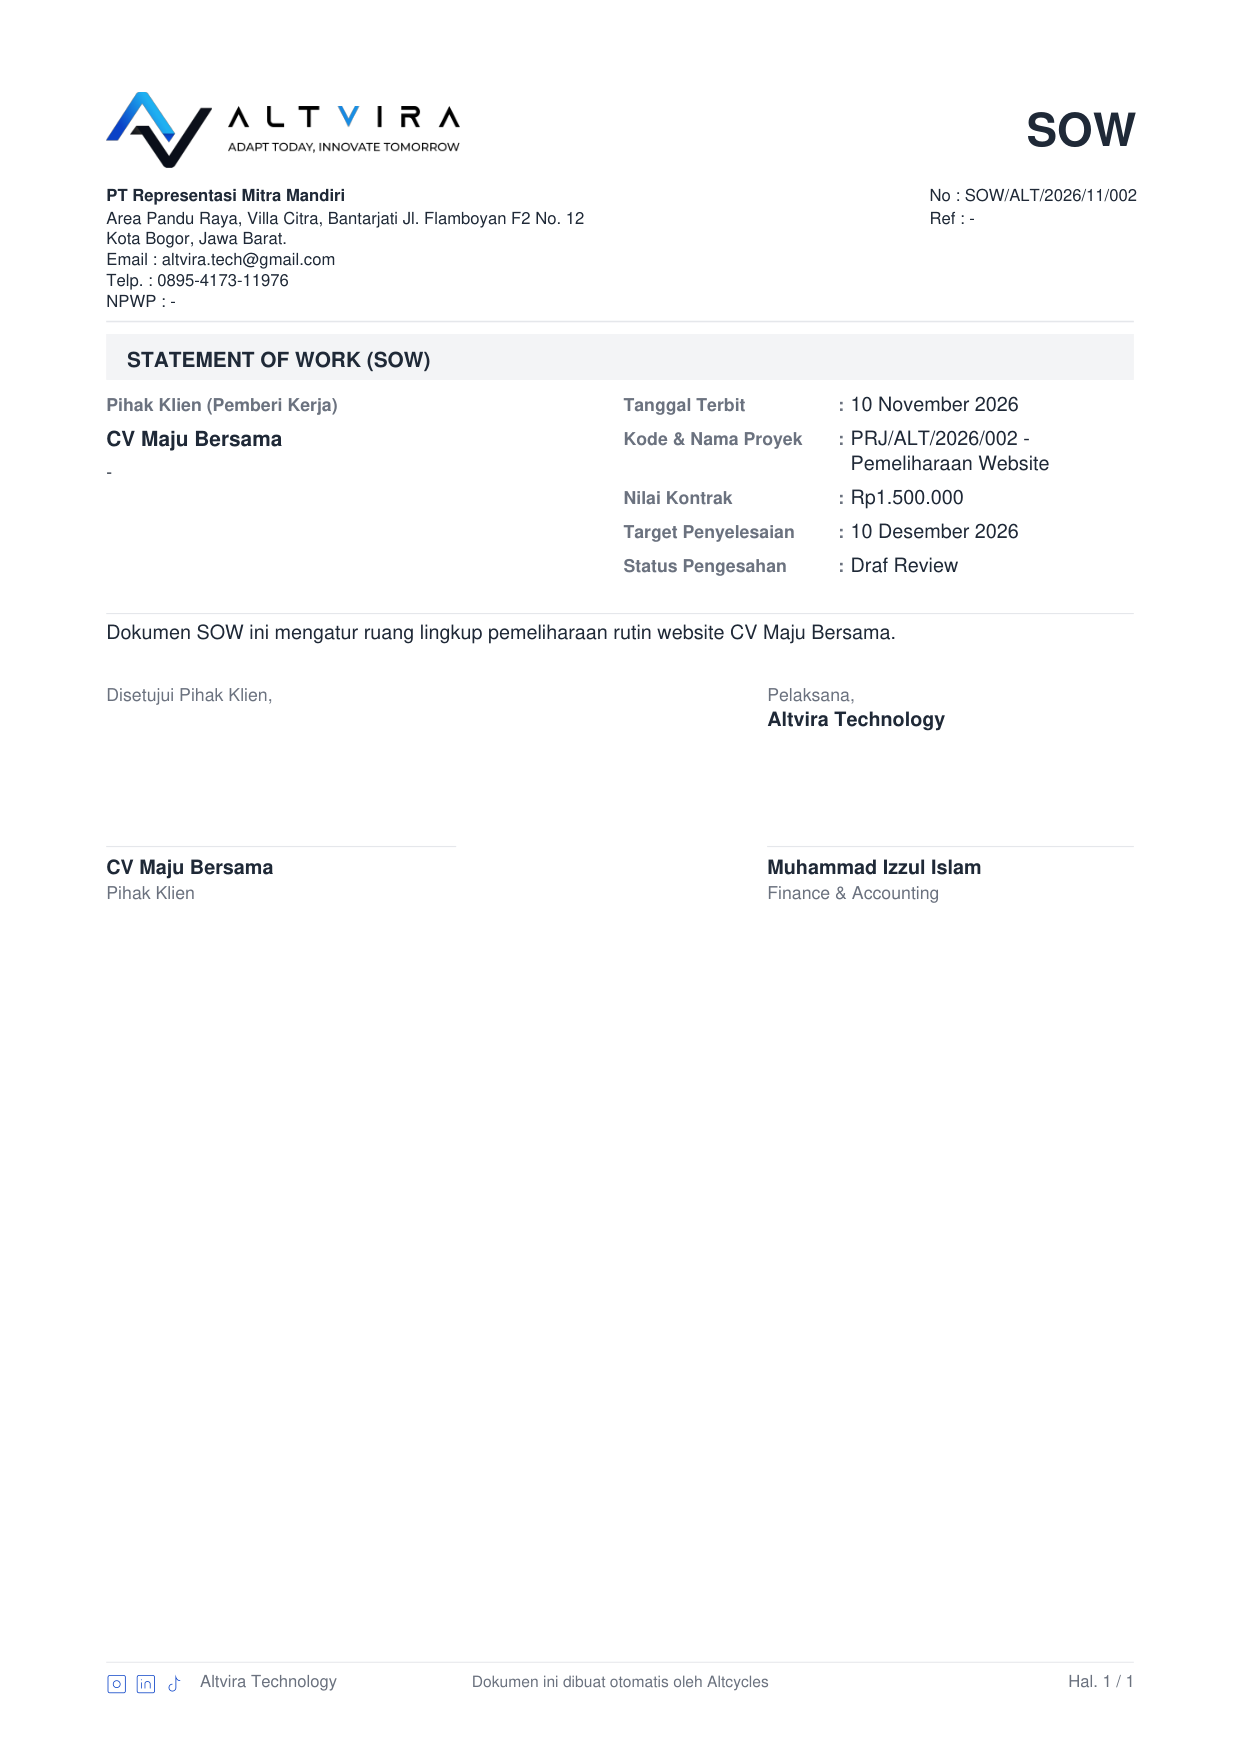 ALTVIRA
ADAPT TODAY, INNOVATE TOMORROW
SOW
PT Representasi Mitra Mandiri
Area Pandu Raya, Villa Citra, Bantarjati Jl. Flamboyan F2 No. 12
Kota Bogor, Jawa Barat.
Email : altvira.tech@gmail.com
Telp. : 0895-4173-11976
NPWP : -
No : SOW/ALT/2026/11/002
Ref : -
STATEMENT OF WORK (SOW)
Pihak Klien (Pemberi Kerja)
CV Maju Bersama
-
Tanggal Terbit : 10 November 2026
Kode & Nama Proyek : PRJ/ALT/2026/002 -
Pemeliharaan Website
Nilai Kontrak : Rp1.500.000
Target Penyelesaian : 10 Desember 2026
Status Pengesahan : Draf Review
Dokumen SOW ini mengatur ruang lingkup pemeliharaan rutin website CV Maju Bersama.
Disetujui Pihak Klien,
CV Maju Bersama
Pihak Klien
Pelaksana,
Altvira Technology
Muhammad Izzul Islam
Finance & Accounting
in Altvira Technology Dokumen ini dibuat otomatis oleh Altcycles Hal. 1 / 1